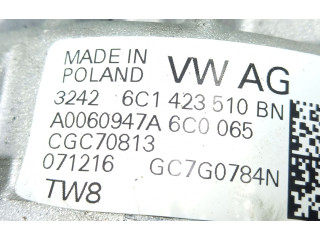 MADE IN
POLAND VW AG
3242 6C1 423 510 BN
A0060947A 6C0 065
CGC70813
071216 GC7G0784N
TW8